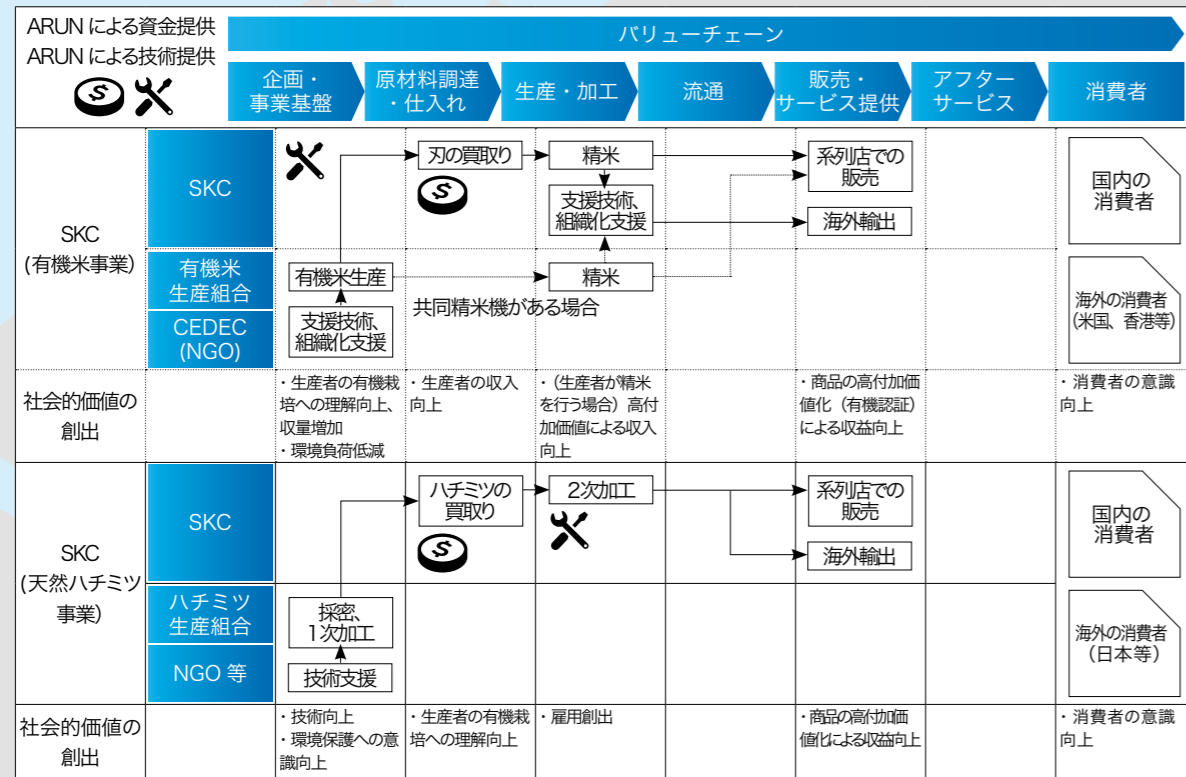 ARUN による資金提供
ARUN による技術提供
バリューチェーン
企画・
事業基盤
原材料調達
・仕入れ
生産・加工
流通
販売・
サービス提供
アフター
サービス
消費者
SKC
(有機米事業)
SKC
有機米
生産組合
CEDEC
(NGO)
刃の買取り
精米
支援技術、
組織化支援
系列店での
販売
海外輸出
有機米生産
精米
共同精米機がある場合
支援技術、
組織化支援
国内の
消費者
海外の消費者
(米国、香港等)
社会的価値の
創出
・生産者の有機栽
培への理解向上、
収量増加
・環境負荷低減
・生産者の収入
向上
・(生産者が精米
を行う場合)高付
加価値による収入
向上
・商品の高付加価
値化(有機認証)
による収益向上
・消費者の意識
向上
SKC
(天然ハチミツ
事業)
SKC
ハチミツ
生産組合
NGO 等
ハチミツの
買取り
2次加工
系列店での
販売
海外輸出
採密、
1次加工
技術支援
国内の
消費者
海外の消費者
(日本等)
社会的価値の
創出
・技術向上
・環境保護への意
識向上
・生産者の有機栽
培への理解向上
・雇用創出
・商品の高付加価
値化による収益向上
・消費者の意識
向上